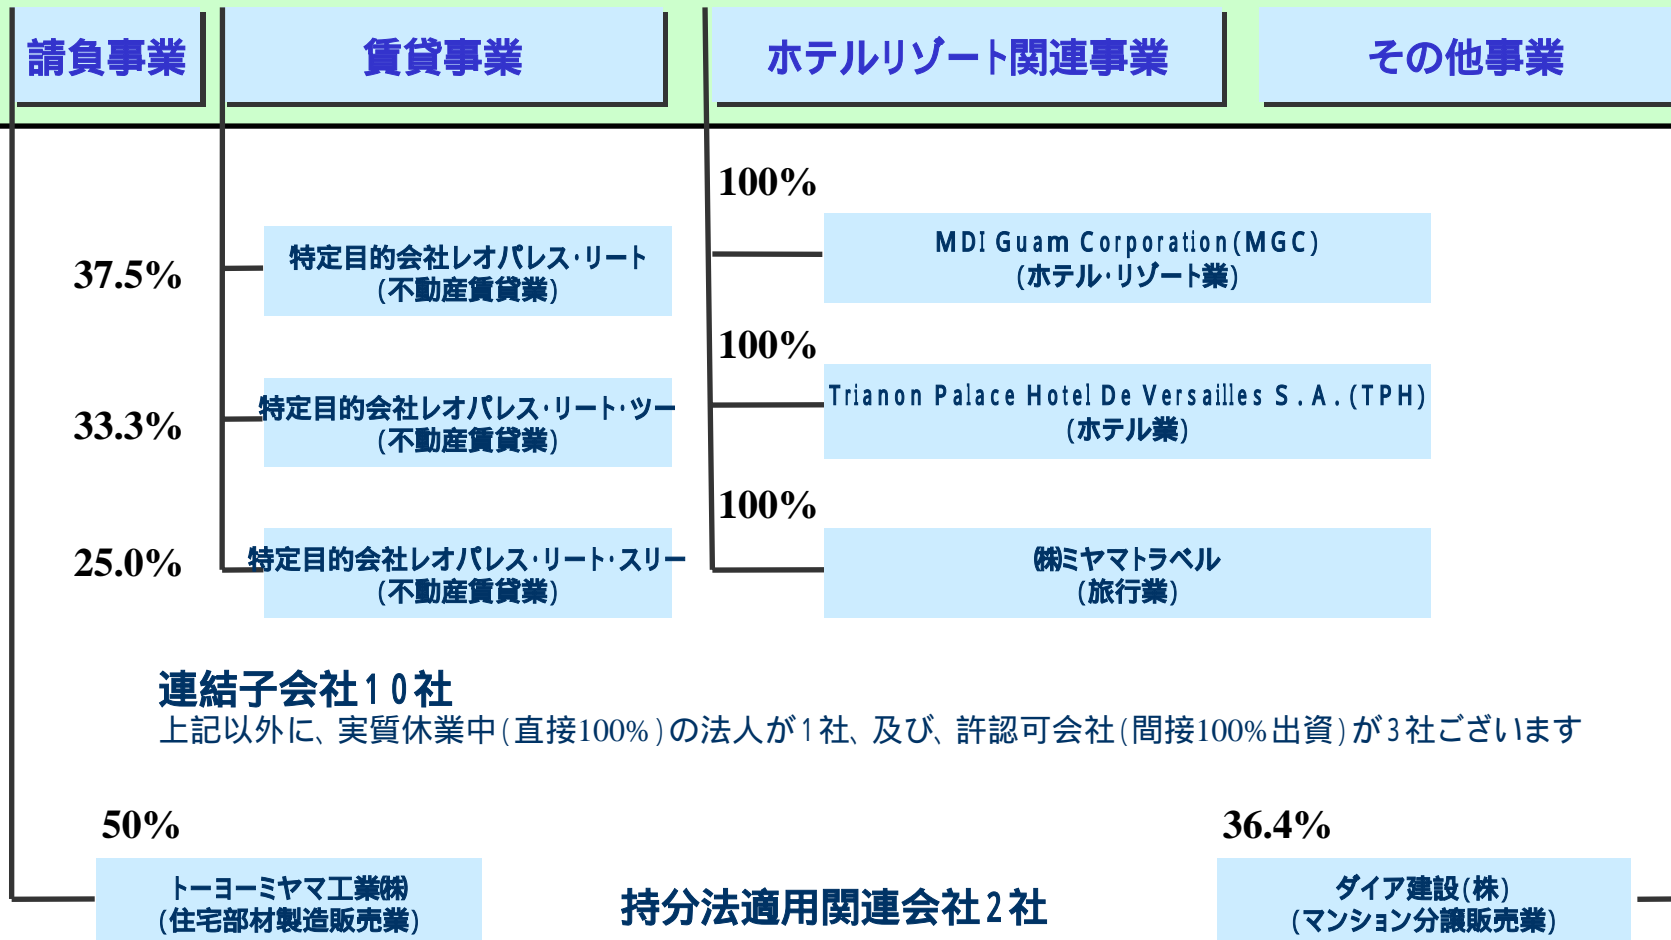 請負事業
賃貸事業
ホテルリゾート関連事業
その他事業
37.5%
特定目的会社レオパレス･リート
(不動産賃貸業)
33.3%
特定目的会社レオパレス･リート･ツー
(不動産賃貸業)
25.0%
特定目的会社レオパレス･リート･スリー
(不動産賃貸業)
100%
MDI Guam Corporation(MGC)
(ホテル･リゾート業)
100%
Trianon Palace Hotel De Versailles S.A.(TPH)
(ホテル業)
100%
㈱ミヤマトラベル
(旅行業)
連結子会社10社
上記以外に、実質休業中(直接100%)の法人が1社、及び、許認可会社(間接100%出資)が3社ございます
50%
トーヨーミヤマ工業㈱
(住宅部材製造販売業)
持分法適用関連会社2社
36.4%
ダイア建設(株)
(マンション分譲販売業)